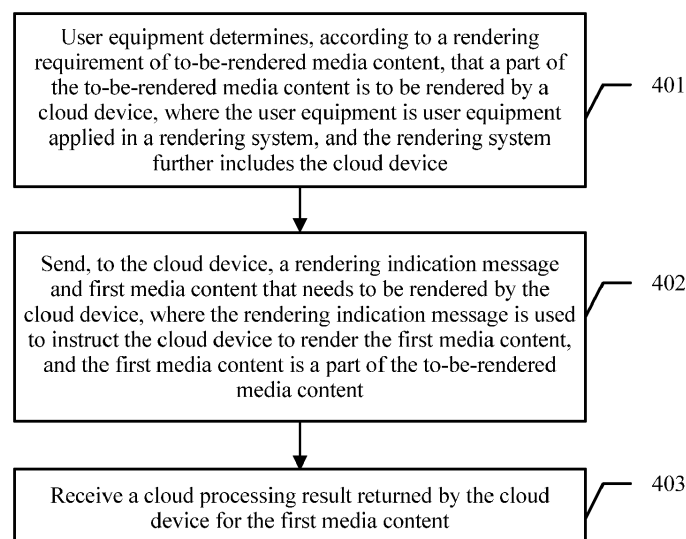 User equipment determines, according to a rendering
requirement of to-be-rendered media content, that a part of
the to-be-rendered media content is to be rendered by a
cloud device, where the user equipment is user equipment
applied in a rendering system, and the rendering system
further includes the cloud device
401
Send, to the cloud device, a rendering indication message
and first media content that needs to be rendered by the
cloud device, where the rendering indication message is used
to instruct the cloud device to render the first media content,
and the first media content is a part of the to-be-rendered
media content
402
Receive a cloud processing result returned by the cloud
device for the first media content
403